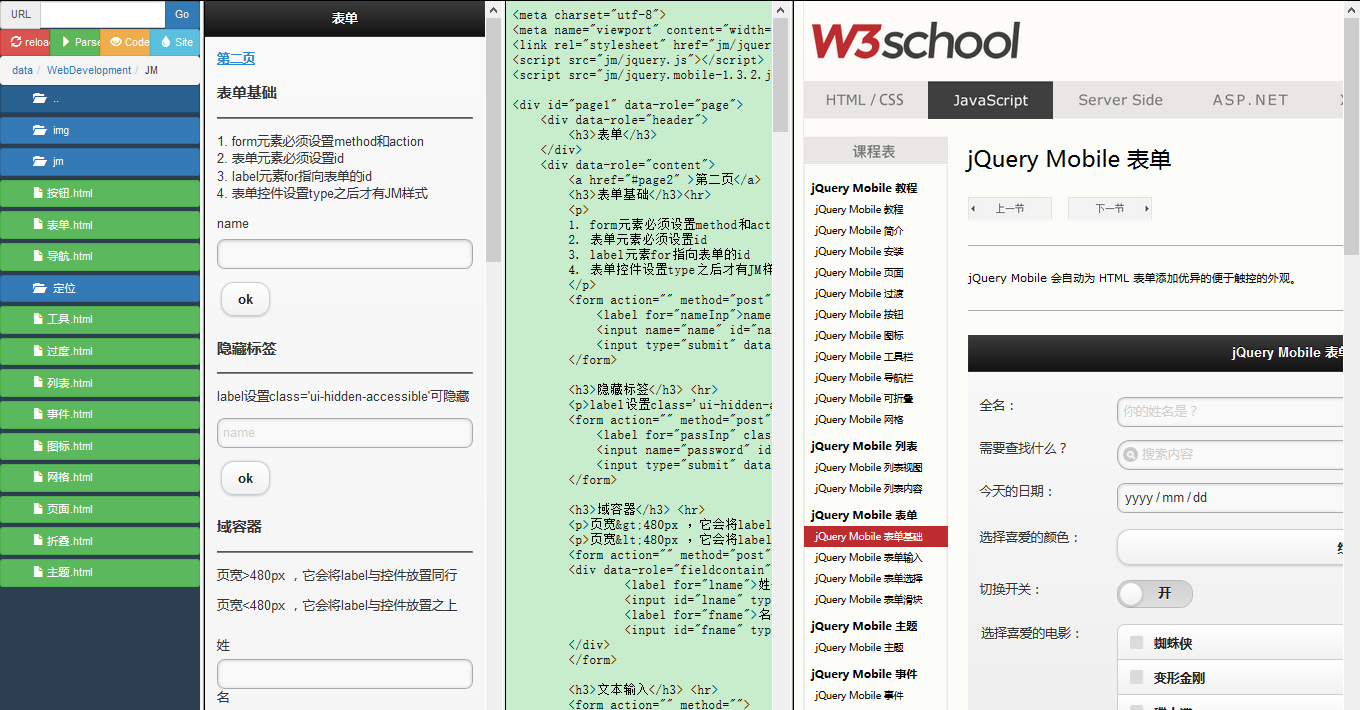 URL Go
reload Parse Code Site
data / WebDevelopment / JM
..
img
jm
按钮.html
表单.html
导航.html
定位
工具.html
过度.html
列表.html
事件.html
图标.html
网格.html
页面.html
折叠.html
主题.html
表单
第二页
表单基础
1. form元素必须设置method和action
2. 表单元素必须设置id
3. label元素for指向表单的id
4. 表单控件设置type之后才有JM样式
name
ok
隐藏标签
label设置class='ui-hidden-accessible'可隐藏
name
ok
域容器
页宽>480px ，它会将label与控件放置同行
页宽<480px ，它会将label与控件放置之上
姓
名
<meta charset="utf-8">
<meta name="viewport" content="width=
<link rel="stylesheet" href="jm/jquer
<script src="jm/jquery.js"></script>
<script src="jm/jquery.mobile-1.3.2.j
<div id="page1" data-role="page">
<div data-role="header">
<h3>表单</h3>
</div>
<div data-role="content">
<a href="#page2" >第二页</a>
<h3>表单基础</h3><hr>
<p>
1. form元素必须设置method和act
2. 表单元素必须设置id
3. label元素for指向表单的id
4. 表单控件设置type之后才有JM样
</p>
<form action="" method="post"
<label for="nameInp">name
<input name="name" id="na
<input type="submit" data
</form>
<h3>隐藏标签</h3> <hr>
<p>label设置class='ui-hidden-a
<form action="" method="post"
<label for="passInp" clas
<input name="password" id
<input type="submit" data
</form>
<h3>域容器</h3> <hr>
<p>页宽&gt;480px ，它会将label
<p>页宽&lt;480px ，它会将label
<form action="" method="post"
<div data-role="fieldcontain"
<label for="lname">姓
<input id="lname" typ
<label for="fname">名
<input id="fname" typ
</div>
</form>
<h3>文本输入</h3> <hr>
<form action="" method="">
W3school
HTML / CSS JavaScript Server Side ASP.NET
课程表
jQuery Mobile 教程
jQuery Mobile 教程
jQuery Mobile 简介
jQuery Mobile 安装
jQuery Mobile 页面
jQuery Mobile 过渡
jQuery Mobile 按钮
jQuery Mobile 图标
jQuery Mobile 工具栏
jQuery Mobile 导航栏
jQuery Mobile 可折叠
jQuery Mobile 网格
jQuery Mobile 列表
jQuery Mobile 列表视图
jQuery Mobile 列表内容
jQuery Mobile 表单
jQuery Mobile 表单基础
jQuery Mobile 表单输入
jQuery Mobile 表单选择
jQuery Mobile 表单滑块
jQuery Mobile 主题
jQuery Mobile 主题
jQuery Mobile 事件
jQuery Mobile 事件
jQuery Mobile 表单
上一节 下一节
jQuery Mobile 会自动为 HTML 表单添加优异的便于触控的外观。
jQuery Mobile 表单
全名： 你的姓名是？
需要查找什么？ 搜索内容
今天的日期： yyyy / mm / dd
选择喜爱的颜色：
切换开关： 开
选择喜爱的电影： 蜘蛛侠
变形金刚